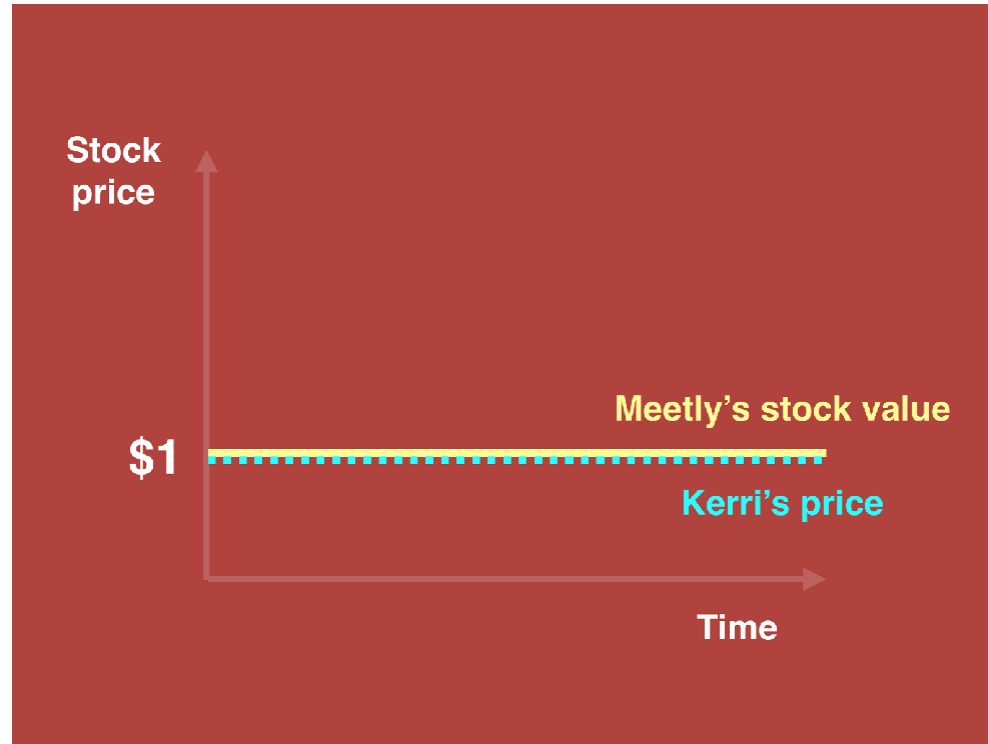 Stock
price
Meetly’s stock value
$1
Kerri’s price
Time